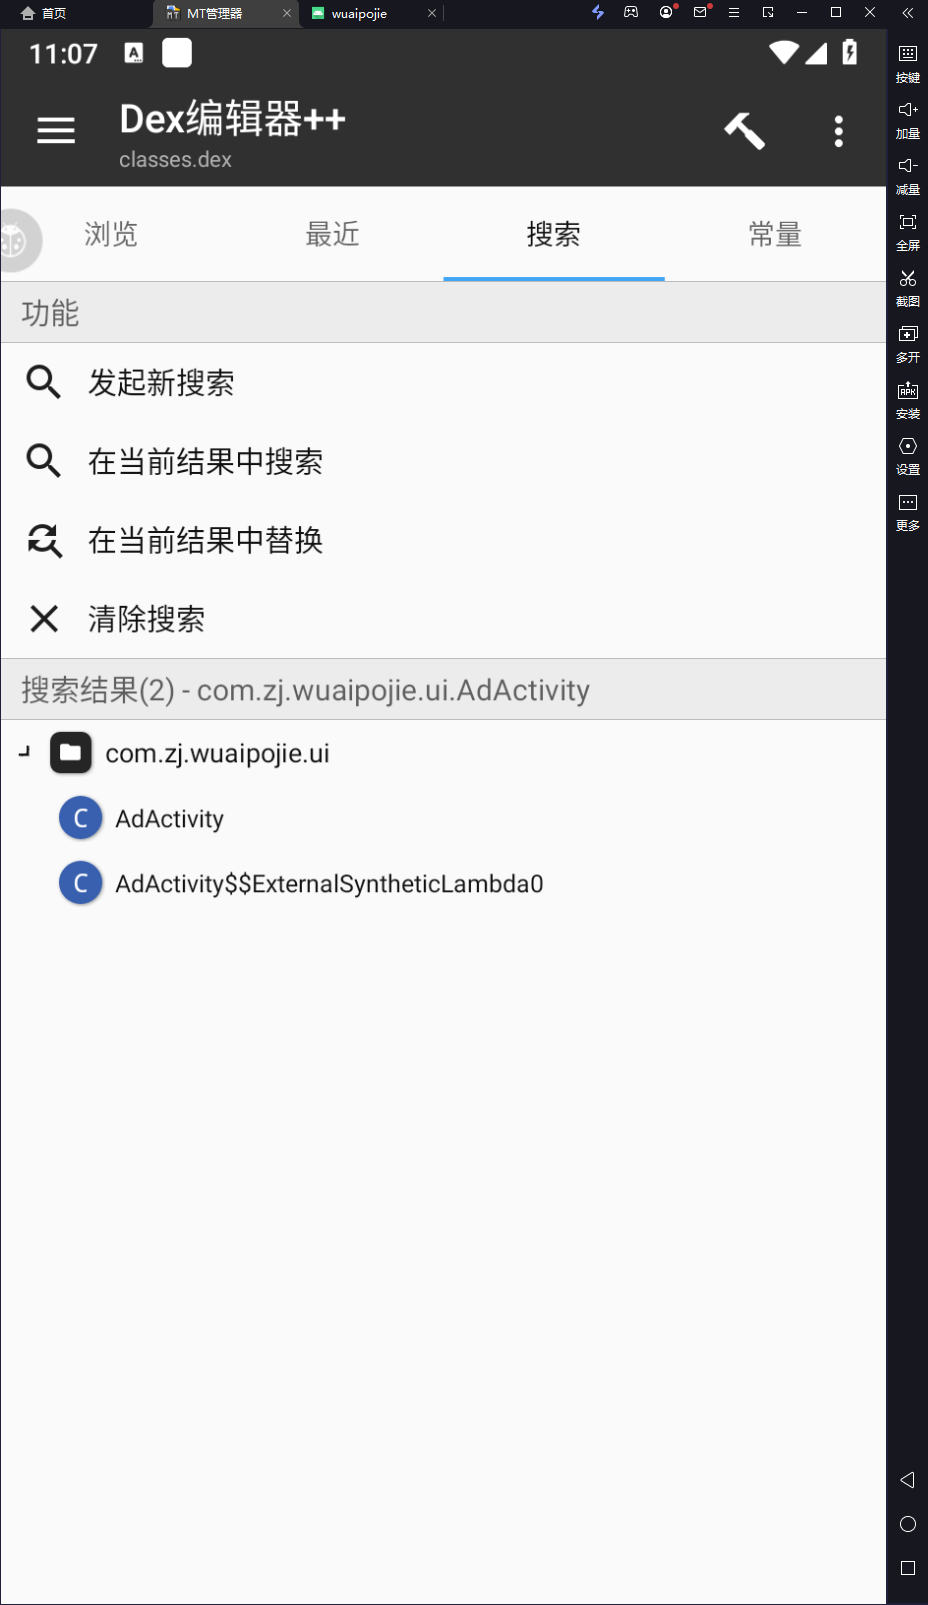 首页
MT管理器
wuaipojie
11:07
A
Dex编辑器++
classes.dex
浏览
最近
搜索
常量
功能
发起新搜索
在当前结果中搜索
在当前结果中替换
清除搜索
搜索结果(2) - com.zj.wuaipojie.ui.AdActivity
com.zj.wuaipojie.ui
C AdActivity
C AdActivity$$ExternalSyntheticLambda0
按键
加量
减量
全屏
截图
多开
APK
安装
设置
更多